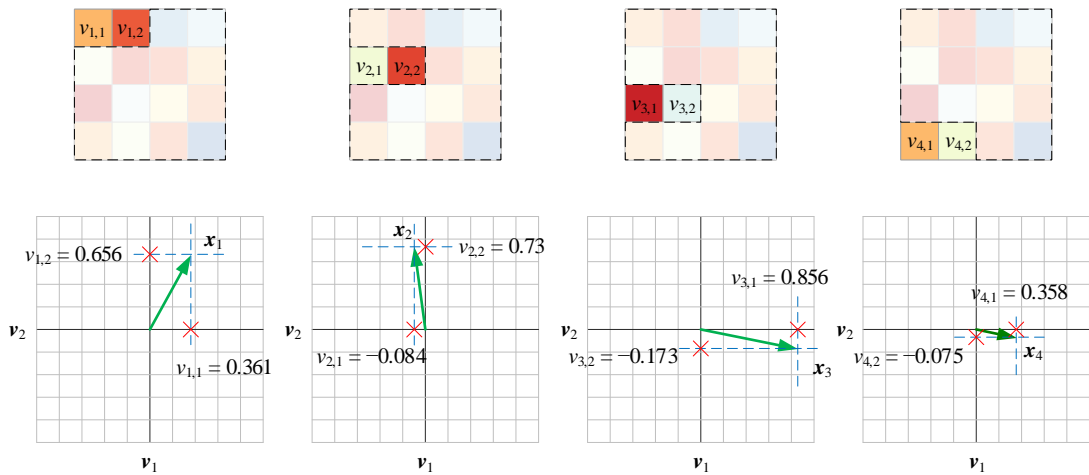 v1,1 v1,2
v2,1 v2,2
v3,1 v3,2
v4,1 v4,2
v1,2 = 0.656
x1
v2
v1,1 = 0.361
v1
x2
v2,2 = 0.73
v2
v2,1 = −0.084
v1
v3,1 = 0.856
v2
v3,2 = −0.173
x3
v1
v4,1 = 0.358
v2
v4,2 = −0.075
x4
v1